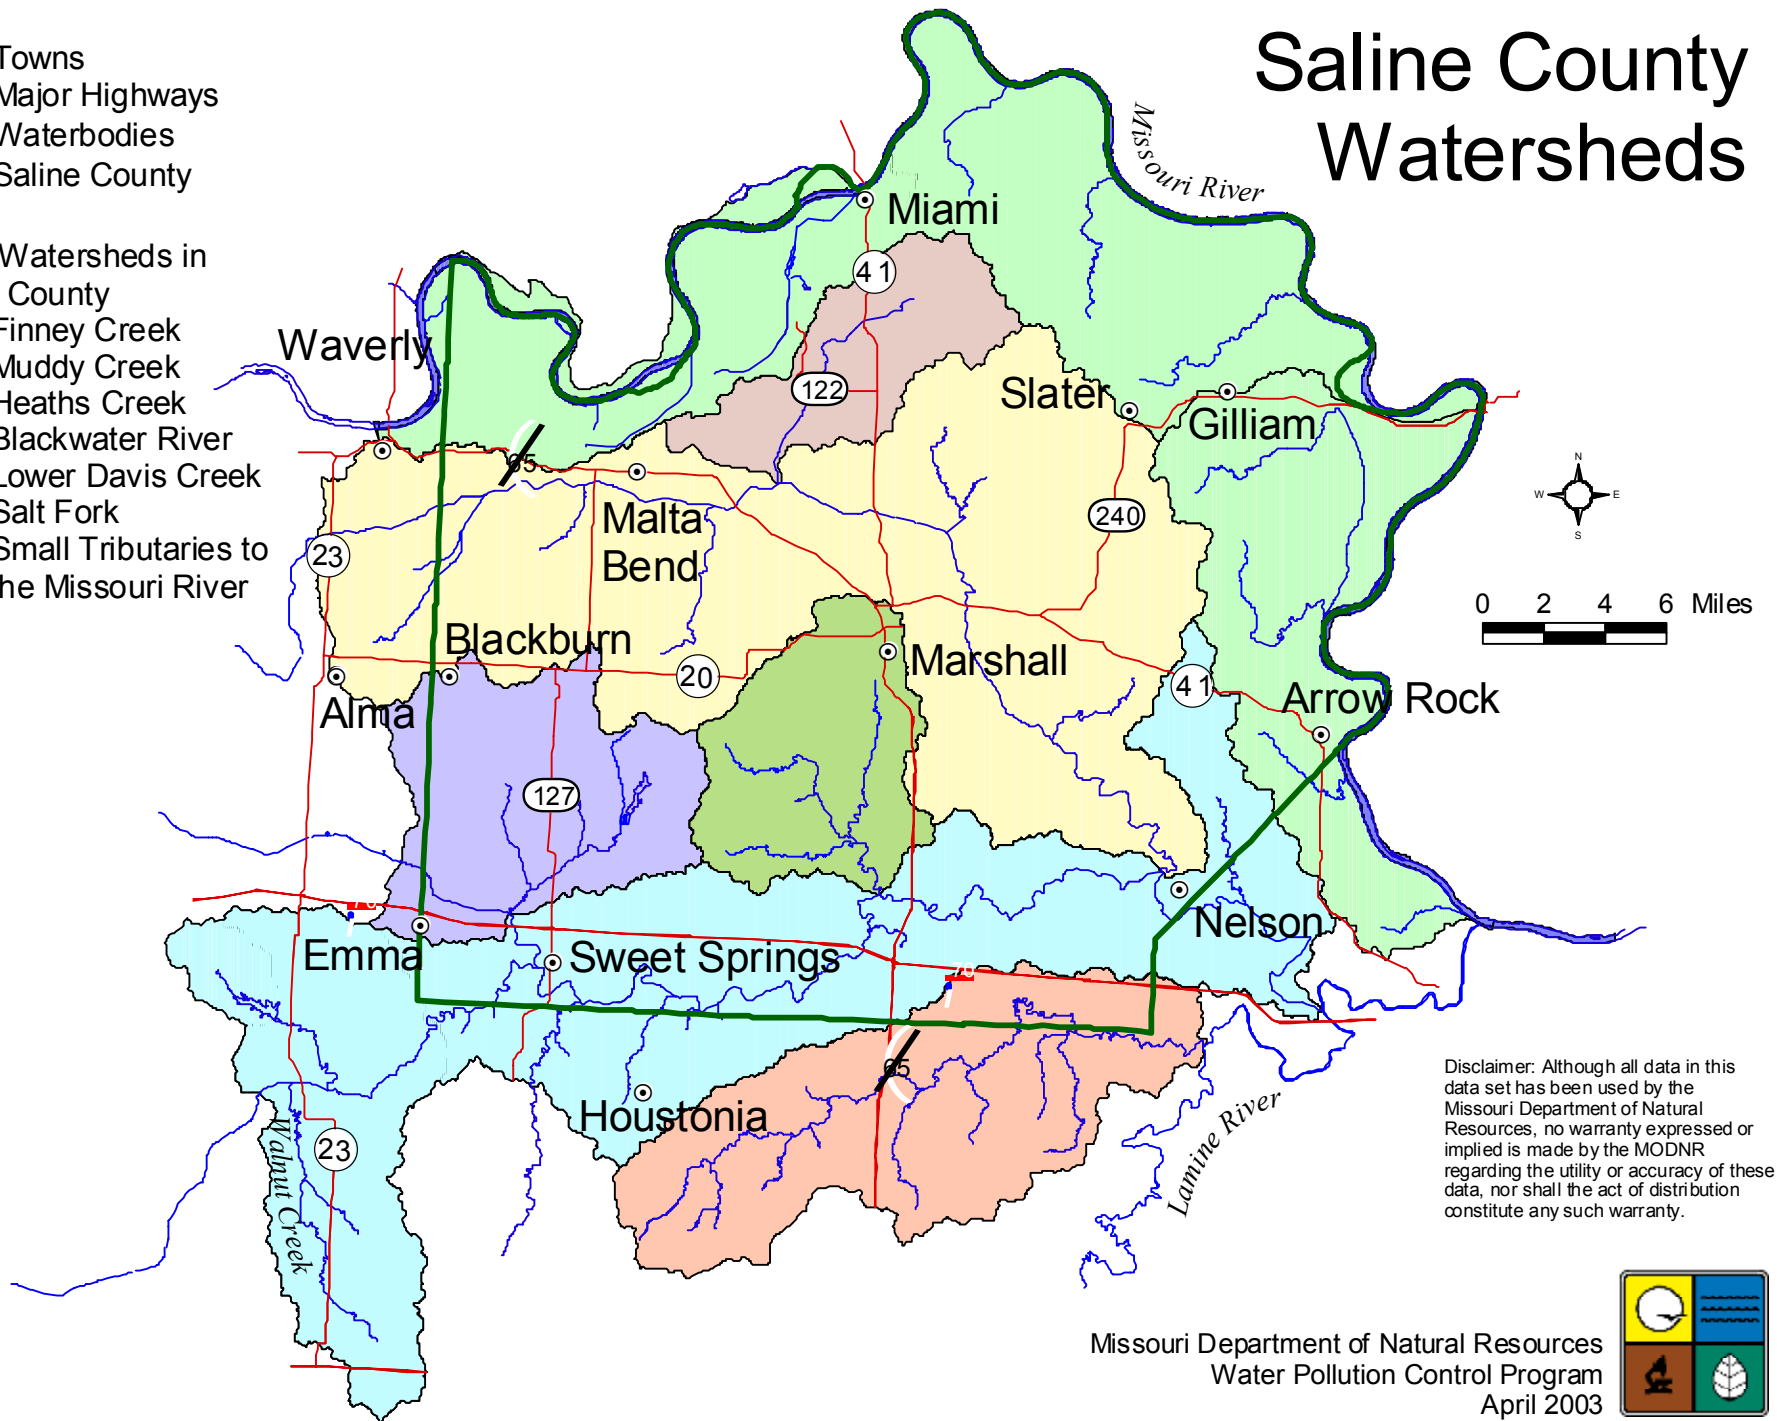 Saline County
Watersheds
Towns
Major Highways
Waterbodies
Saline County
Watersheds in
County
Finney Creek
Muddy Creek
Heaths Creek
Blackwater River
Lower Davis Creek
Salt Fork
Small Tributaries to
the Missouri River
Missouri River
Miami
41
Waverly
122
Slater
Gilliam
65
Malta
Bend
240
23
N
W E
S
0 2 4 6 Miles
Blackburn
20
Marshall
41
Alma
Arrow Rock
127
70
Emma
Sweet Springs
Nelson
70
65
Houstonia
23
Walnut Creek
Lamine River
Disclaimer: Although all data in this
data set has been used by the
Missouri Department of Natural
Resources, no warranty expressed or
implied is made by the MODNR
regarding the utility or accuracy of these
data, nor shall the act of distribution
constitute any such warranty.
Missouri Department of Natural Resources
Water Pollution Control Program
April 2003